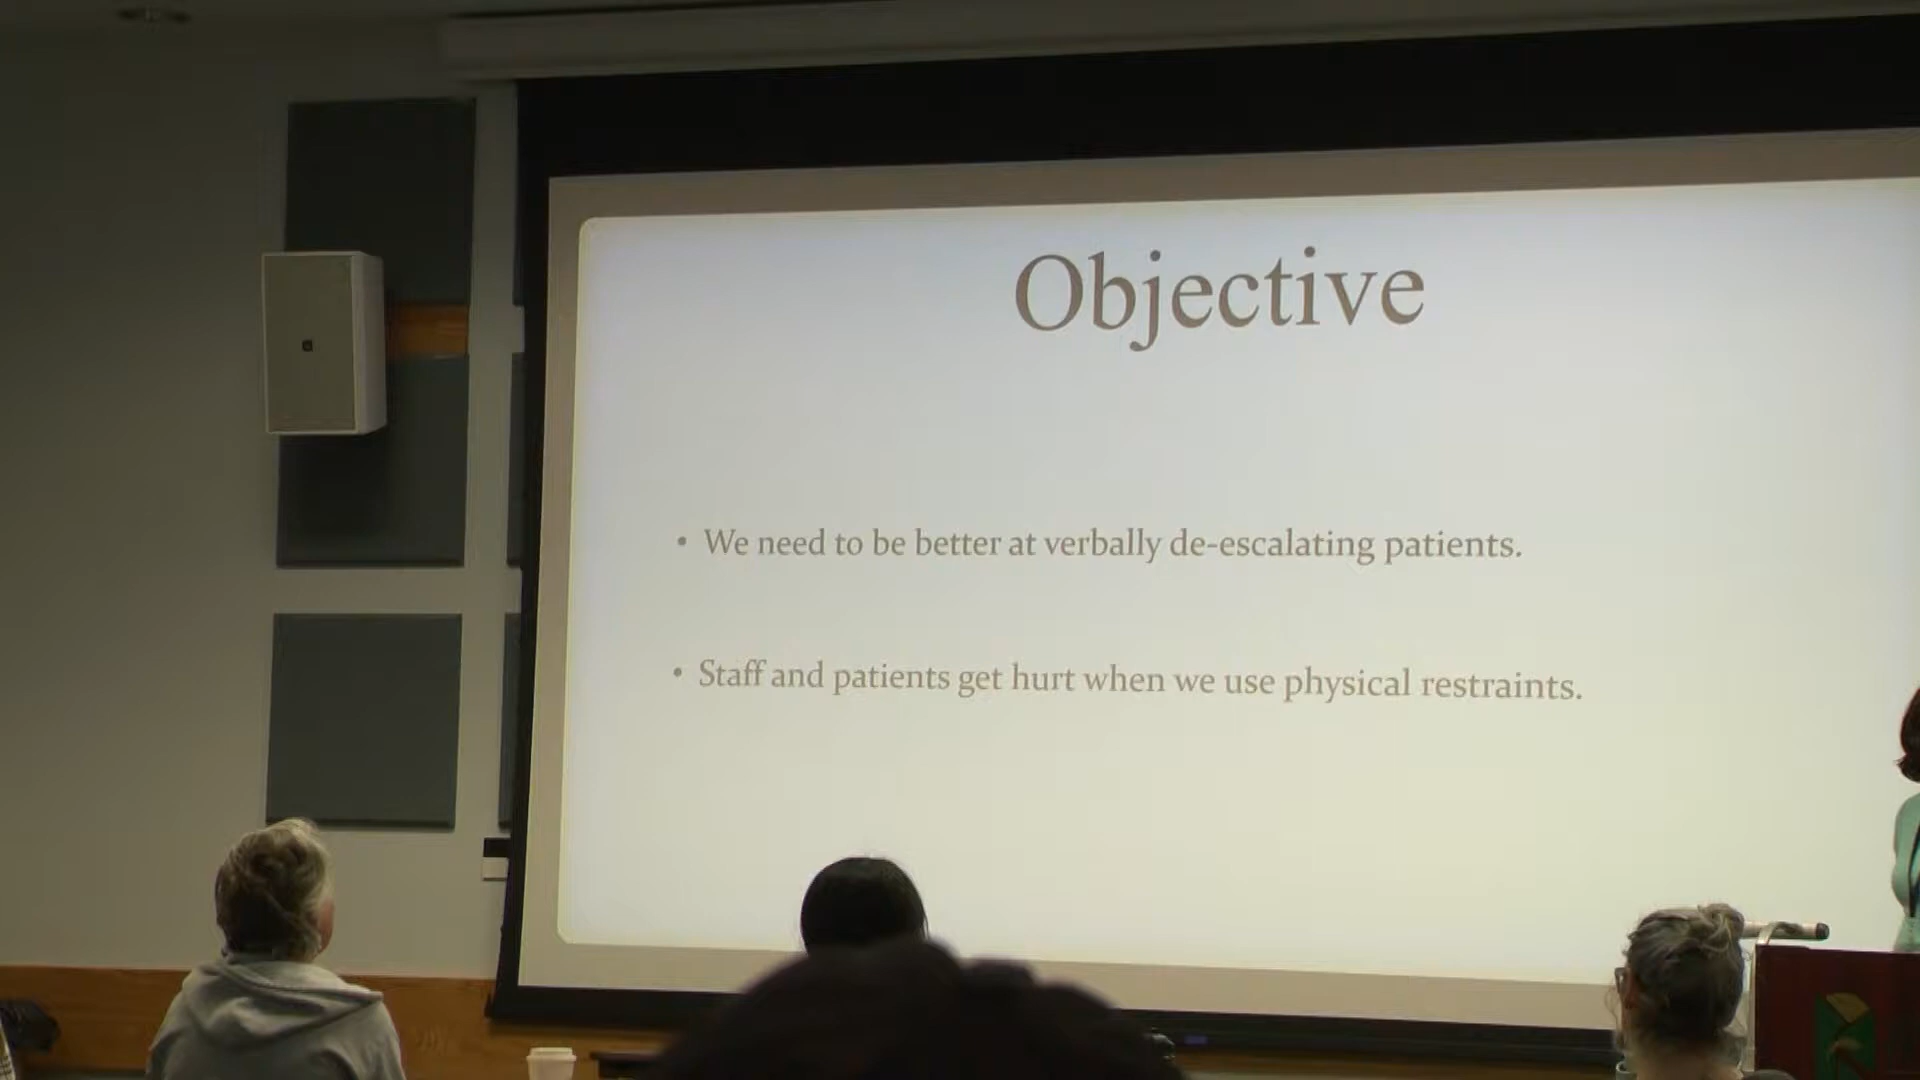 Objective
• We need to be better at verbally de-escalating patients.
• Staff and patients get hurt when we use physical restraints.